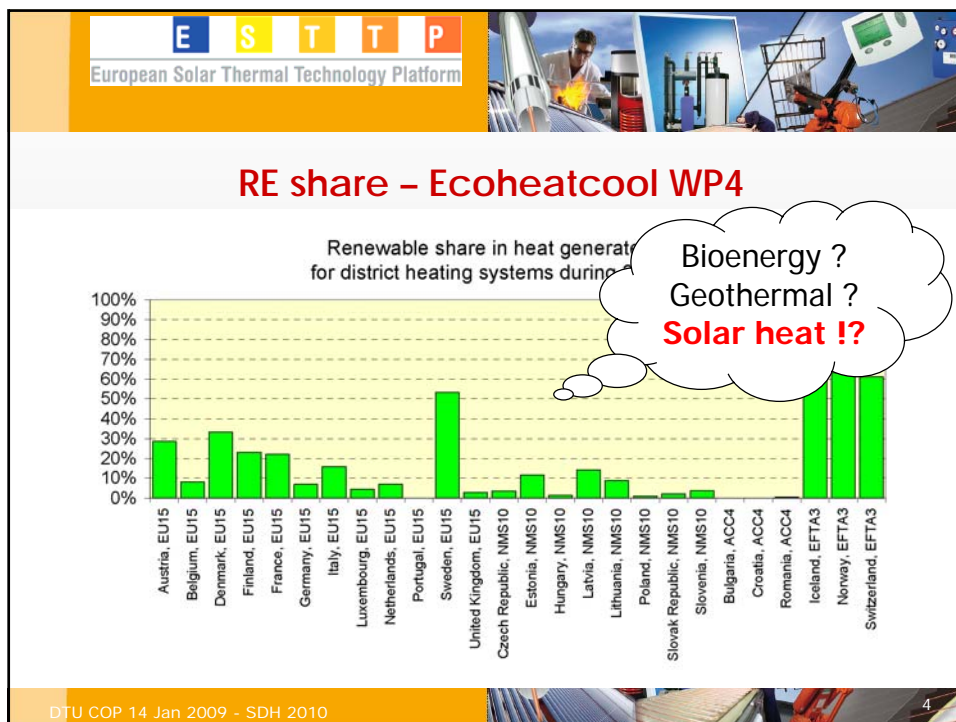 E S T T P
European Solar Thermal Technology Platform
RE share – Ecoheatcool WP4
Renewable share in heat
for district heating systems during
Bioenergy ?
Geothermal ?
Solar heat !?
100%
90%
80%
70%
60%
50%
40%
30%
20%
10%
0%
Austria, EU15
Belgium, EU15
Denmark, EU15
Finland, EU15
France, EU15
Germany, EU15
Italy, EU15
Luxembourg, EU15
Netherlands, EU15
Portugal, EU15
Sweden, EU15
United Kingdom, EU15
Czech Republic, NMS10
Estonia, NMS10
Hungary, NMS10
Latvia, NMS10
Lithuania, NMS10
Poland, NMS10
Slovak Republic, NMS10
Slovenia, NMS10
Bulgaria, ACC4
Croatia, ACC4
Romania, ACC4
Iceland, EFTA3
Norway, EFTA3
Switzerland, EFTA3
DTU COP 14 Jan 2009 - SDH 2010
4